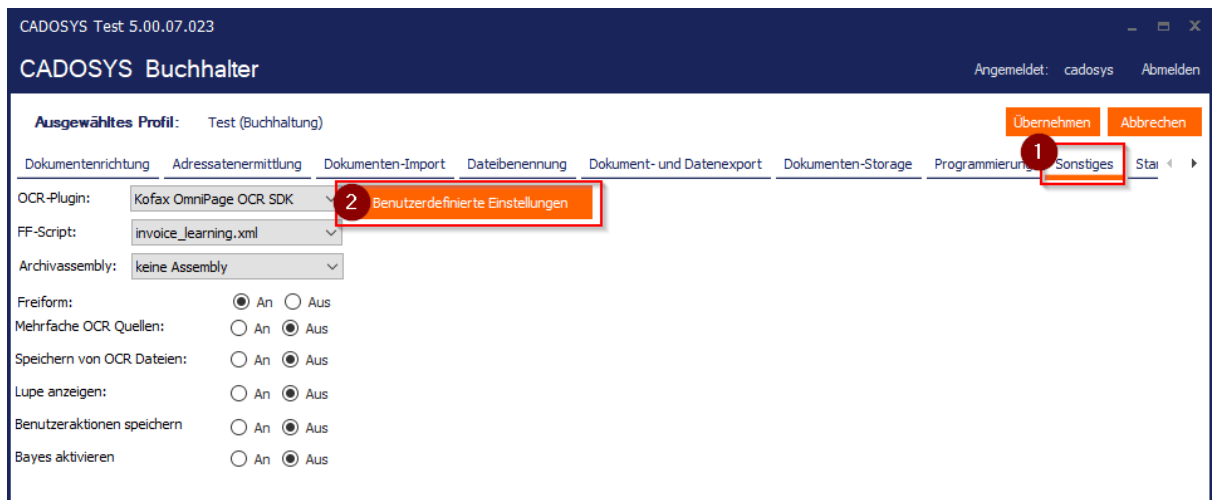 CADOSYS Test 5.00.07.023
CADOSYS Buchhalter
Angemeldet: cadosys Abmelden
Ausgewähltes Profil: Test (Buchhaltung)
Übernehmen Abbrechen
Dokumentenrichtung Adressatenermittlung Dokumenten-Import Dateibenennung Dokument- und Datenexport Dokumenten-Storage Programmierung 1 Sonstiges
OCR-Plugin: Kofax OmniPage OCR SDK 2 Benutzerdefinierte Einstellungen
FF-Script: invoice_learning.xml
Archivassembly: keine Assembly
Freiform: An Aus
Mehrfache OCR Quellen: An Aus
Speichern von OCR Dateien: An Aus
Lupe anzeigen: An Aus
Benutzeraktionen speichern An Aus
Bayes aktivieren An Aus